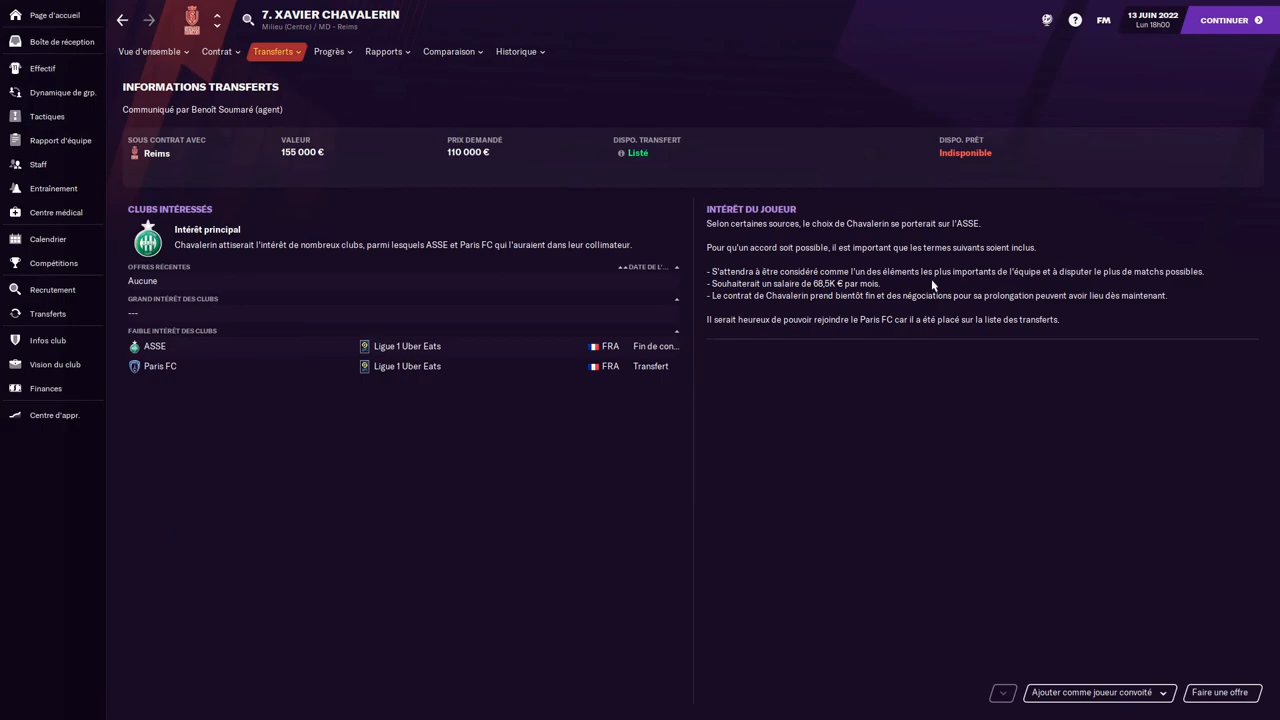 Page d'accueil
Boîte de réception
Effectif
Dynamique de grp.
Tactiques
Rapport d'équipe
Staff
Entraînement
Centre médical
Calendrier
Compétitions
Recrutement
Transferts
Infos club
Vision du club
Finances
Centre d'appr.
7. XAVIER CHAVALERIN
Milieu (Centre) / MD - Reims
? FM 13 JUIN 2022
Lun 18h00
CONTINUER
Vue d'ensemble Contrat Transferts Progrès Rapports Comparaison Historique
INFORMATIONS TRANSFERTS
Communiqué par Benoît Soumaré (agent)
SOUS CONTRAT AVEC VALEUR PRIX DEMANDÉ DISPO. TRANSFERT DISPO. PRÊT
Reims 155 000 € 110 000 € Listé Indisponible
CLUBS INTÉRESSÉS
Intérêt principal
Chavalerin attiserait l'intérêt de nombreux clubs, parmi lesquels ASSE et Paris FC qui l'auraient dans leur collimateur.
OFFRES RÉCENTES DATE DE L'...
Aucune
GRAND INTÉRÊT DES CLUBS
---
FAIBLE INTÉRÊT DES CLUBS
ASSE Ligue 1 Uber Eats FRA Fin de con...
Paris FC Ligue 1 Uber Eats FRA Transfert
INTÉRÊT DU JOUEUR
Selon certaines sources, le choix de Chavalerin se porterait sur l'ASSE.
Pour qu'un accord soit possible, il est important que les termes suivants soient inclus.
- S'attendra à être considéré comme l'un des éléments les plus importants de l'équipe et à disputer le plus de matchs possibles.
- Souhaiterait un salaire de 68,5K € par mois.
- Le contrat de Chavalerin prend bientôt fin et des négociations pour sa prolongation peuvent avoir lieu dès maintenant.
Il serait heureux de pouvoir rejoindre le Paris FC car il a été placé sur la liste des transferts.
Ajouter comme joueur convoité
Faire une offre